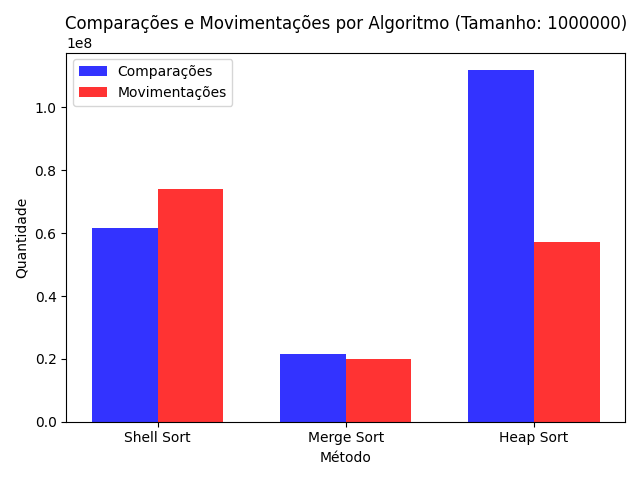 Comparações e Movimentações por Algoritmo (Tamanho: 1000000)
1e8
Comparações
Movimentações
1.0
0.8
0.6
0.4
0.2
0.0
Quantidade
Shell Sort
Merge Sort
Heap Sort
Método